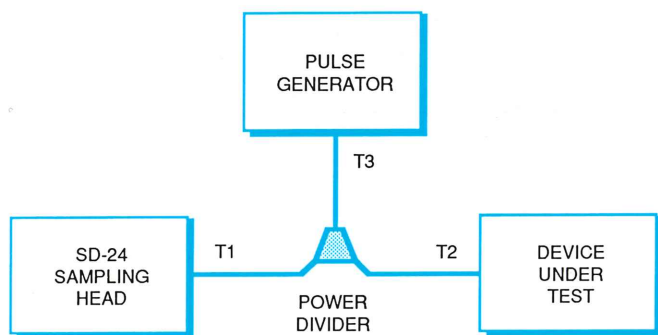 PULSE
GENERATOR
T3
SD-24
SAMPLING
HEAD
T1
T2
DEVICE
UNDER
TEST
POWER
DIVIDER